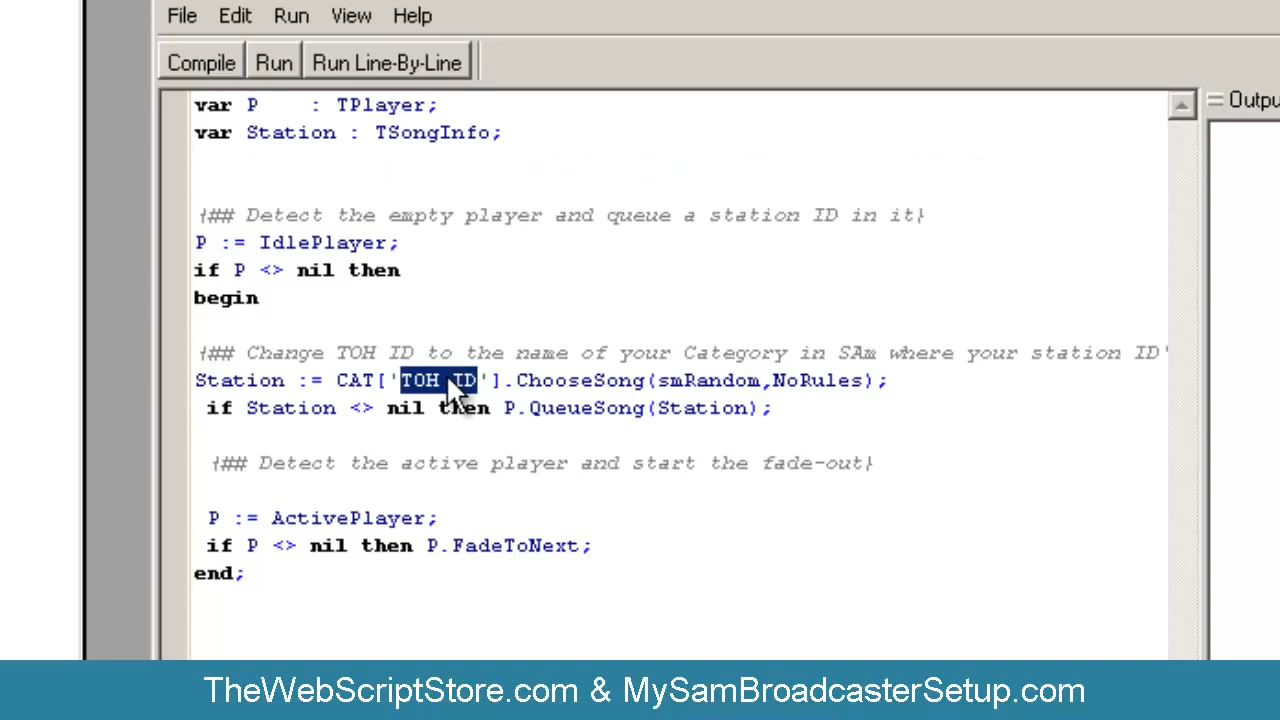 File Edit Run View Help
Compile Run Run Line-By-Line
Outpu
var P    : TPlayer;
var Station : TSongInfo;
{## Detect the empty player and queue a station ID in it}
P := IdlePlayer;
if P <> nil then
begin
{## Change TOH ID to the name of your Category in SAm where your station ID'
Station := CAT['TOH ID'].ChooseSong(smRandom,NoRules);
if Station <> nil then P.QueueSong(Station);
{## Detect the active player and start the fade-out}
P := ActivePlayer;
if P <> nil then P.FadeToNext;
end;
TheWebScriptStore.com & MySamBroadcasterSetup.com